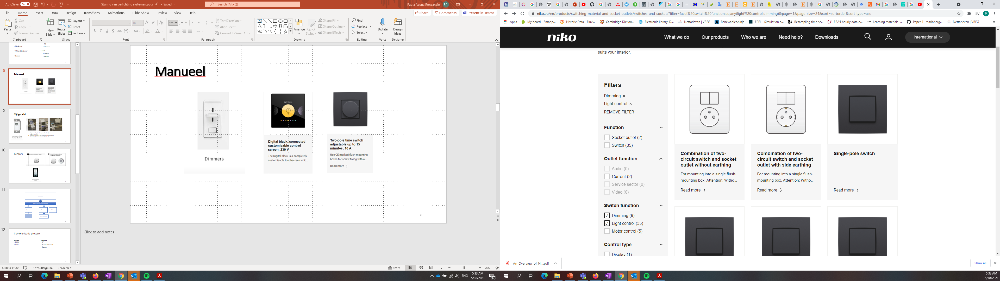 AutoSave On
Sturing van verlichting systemen.pptx - Saved
Search (Alt+Q)
Paula Acuna Roncancio PA
File Home Insert Draw Design Transitions Animations Slide Show Review View Help
Share Comments Present in Teams
Paste Cut Copy Format Painter
New Slide Reuse Slides Layout Reset Section
18
Text Direction Align Text Convert to SmartArt
Arrange Quick Styles Shape Fill Shape Outline Shape Effects
Find Replace Select
Dictate Design Ideas
Clipboard Slides Font Paragraph Drawing Editing Voice Designer
8 Manueel
9 Tijdgericht
10 Sensors
11
12 Communicatie protocol
Manueel
Light kitchen
Dimmers
Digital black, connected
customisable control
screen, 230 V
The Digital black is a completely
customisable touchscreen whic...
Two-pole time switch
adjustable up to 15
minutes, 16 A
Use CE marked flush-mounting
boxes for screw fixing with a...
Read more
8
Click to add notes
Slide 8 of 20 Dutch (Belgium) Recovered Notes 95%
ENG 5:33 AM
5/18/2021
niko.eu/en/products/switching-material-and-socket-outlets/switches-and-sockets?filter=facet%20switch%20function.eq.any(light%20control,dimming)&page=1&page_size=24&sort=sortorder&sort_type=asc
Apps My board - Smapp... Historic Data - Fluvi... Cambridge Diction... Electronic library. D... Nettarieven | VREG Renewables.ninja EPFL - Simulation a... Resampling time se... ERA5 hourly data o... Learning materials -... Paper 1 · marioberg... Nettarieven | VREG
niko
What we do Our products Who we are Need help? Downloads International
suits your interior.
Filters
Dimming ×
Light control ×
REMOVE FILTER
Function
Socket outlet (2)
Switch (35)
Outlet function
Audio (0)
Current (2)
Service sector (0)
Video (0)
Switch function
Dimming (9)
Light control (35)
Motor control (5)
Control type
Display (1)
Combination of two-
circuit switch and socket
outlet without earthing
For mounting into a single flush-
mounting box. Attention: Witho...
Read more
Combination of two-
circuit switch and socket
outlet with side earthing
For mounting into a single flush-
mounting box. Attention: Witho...
Read more
Single-pole switch
Read more
An_Overview_of_N....pdf
Show all
5:33 AM
5/18/2021